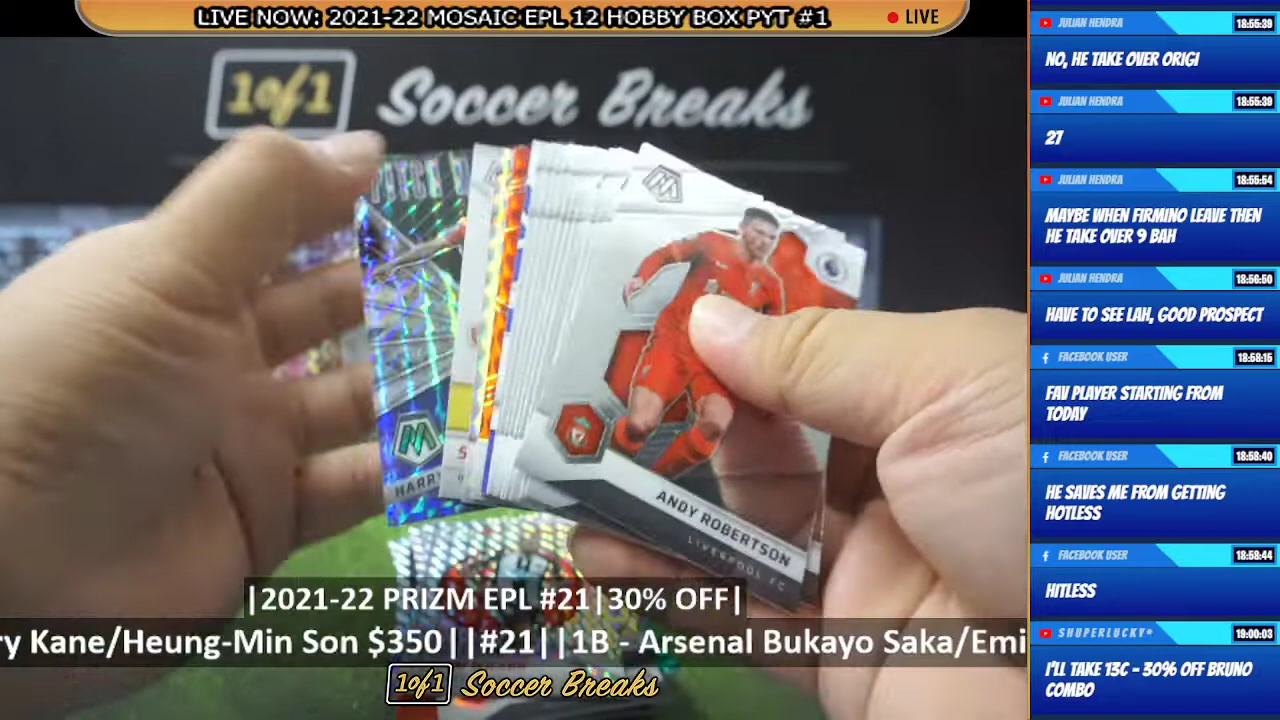 LIVE NOW: 2021-22 MOSAIC EPL 12 HOBBY BOX PYT #1
LIVE
1of1 Soccer Breaks
HARRY
ANDY ROBERTSON
LIVERPOOL FC
|2021-22 PRIZM EPL #21|30% OFF|
ry Kane/Heung-Min Son $350||#21||1B - Arsenal Bukayo Saka/Emi
1of1 Soccer Breaks
JULIAN HENDRA 18:55:39
NO, HE TAKE OVER ORIGI
JULIAN HENDRA 18:55:39
27
JULIAN HENDRA 18:55:54
MAYBE WHEN FIRMINO LEAVE THEN
HE TAKE OVER 9 BAH
JULIAN HENDRA 18:56:50
HAVE TO SEE LAH, GOOD PROSPECT
FACEBOOK USER 18:58:15
FAV PLAYER STARTING FROM
TODAY
FACEBOOK USER 18:58:40
HE SAVES ME FROM GETTING
HOTLESS
FACEBOOK USER 18:58:44
HITLESS
SHUPERLUCKY* 19:00:03
I'LL TAKE 13C - 30% OFF BRUNO
COMBO